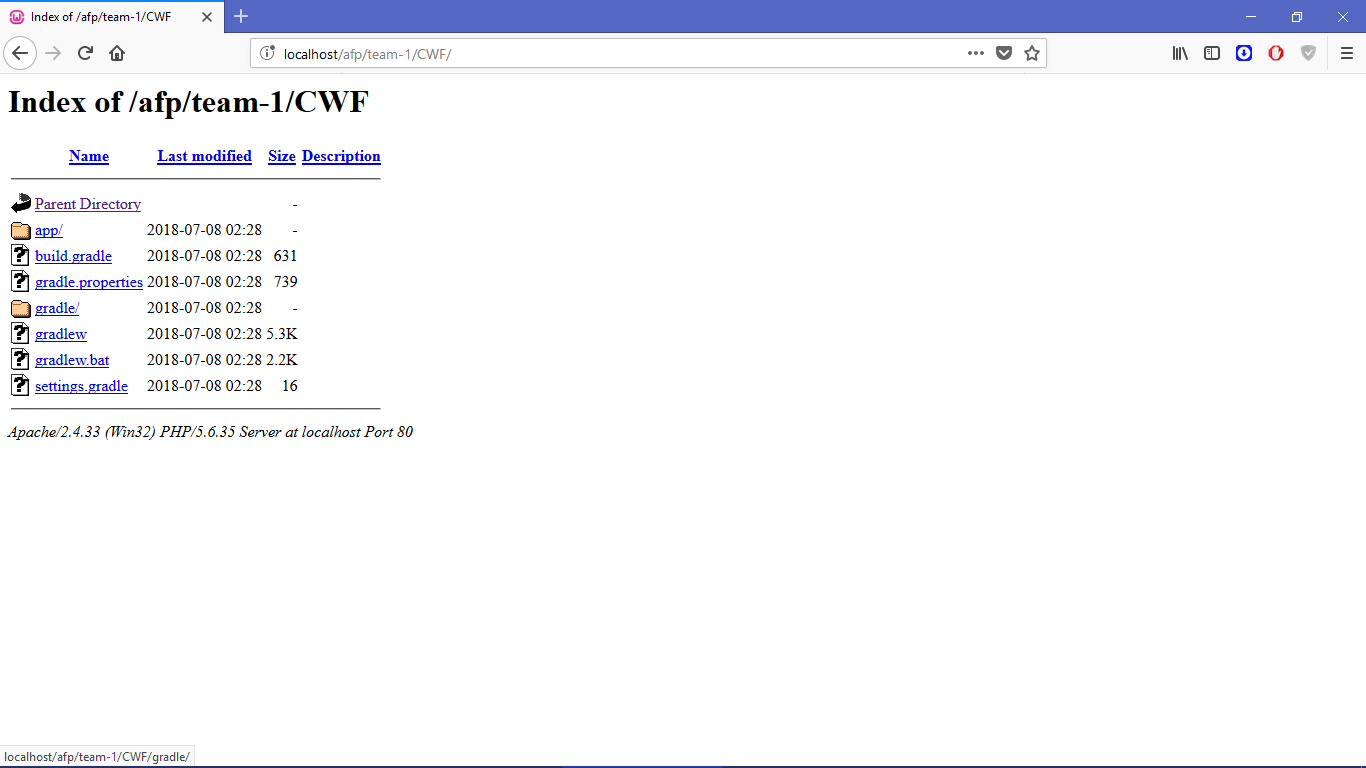 Index of /afp/team-1/CWF
localhost/afp/team-1/CWF/
Index of /afp/team-1/CWF
Name Last modified Size Description
Parent Directory -
app/ 2018-07-08 02:28 -
build.gradle 2018-07-08 02:28 631
gradle.properties 2018-07-08 02:28 739
gradle/ 2018-07-08 02:28 -
gradlew 2018-07-08 02:28 5.3K
gradlew.bat 2018-07-08 02:28 2.2K
settings.gradle 2018-07-08 02:28 16
Apache/2.4.33 (Win32) PHP/5.6.35 Server at localhost Port 80
localhost/afp/team-1/CWF/gradle/